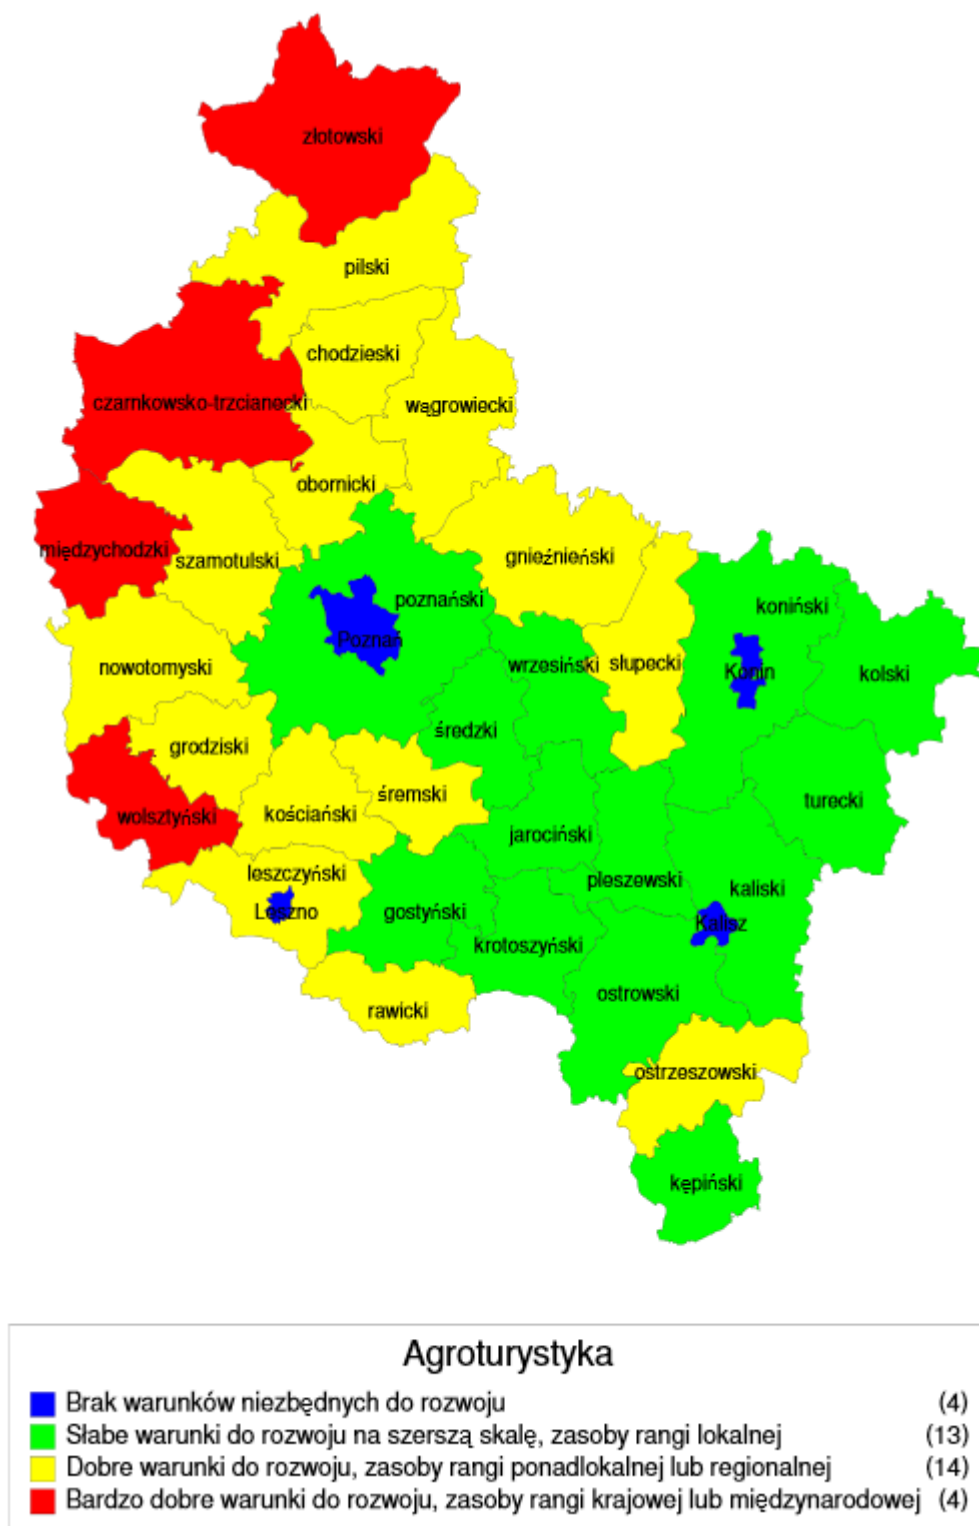 złotowski
pilski
chodzieski
czarnkowsko-trzcianecki
wągrowiecki
obornicki
międzychodzki
szamotulski
gnieźnieński
poznański
koniński
Poznań
nowotomyski
wrzesiński
słupecki
Konin
kolski
średzki
grodziski
śremski
turecki
wolsztyński
kościański
jarociński
leszczyński
pleszewski
kaliski
Leszno
gostyński
Kalisz
krotoszyński
ostrowski
rawicki
ostrzeszowski
kępiński
Agroturystyka
Brak warunków niezbędnych do rozwoju (4)
Słabe warunki do rozwoju na szerszą skalę, zasoby rangi lokalnej (13)
Dobre warunki do rozwoju, zasoby rangi ponadlokalnej lub regionalnej (14)
Bardzo dobre warunki do rozwoju, zasoby rangi krajowej lub międzynarodowej (4)